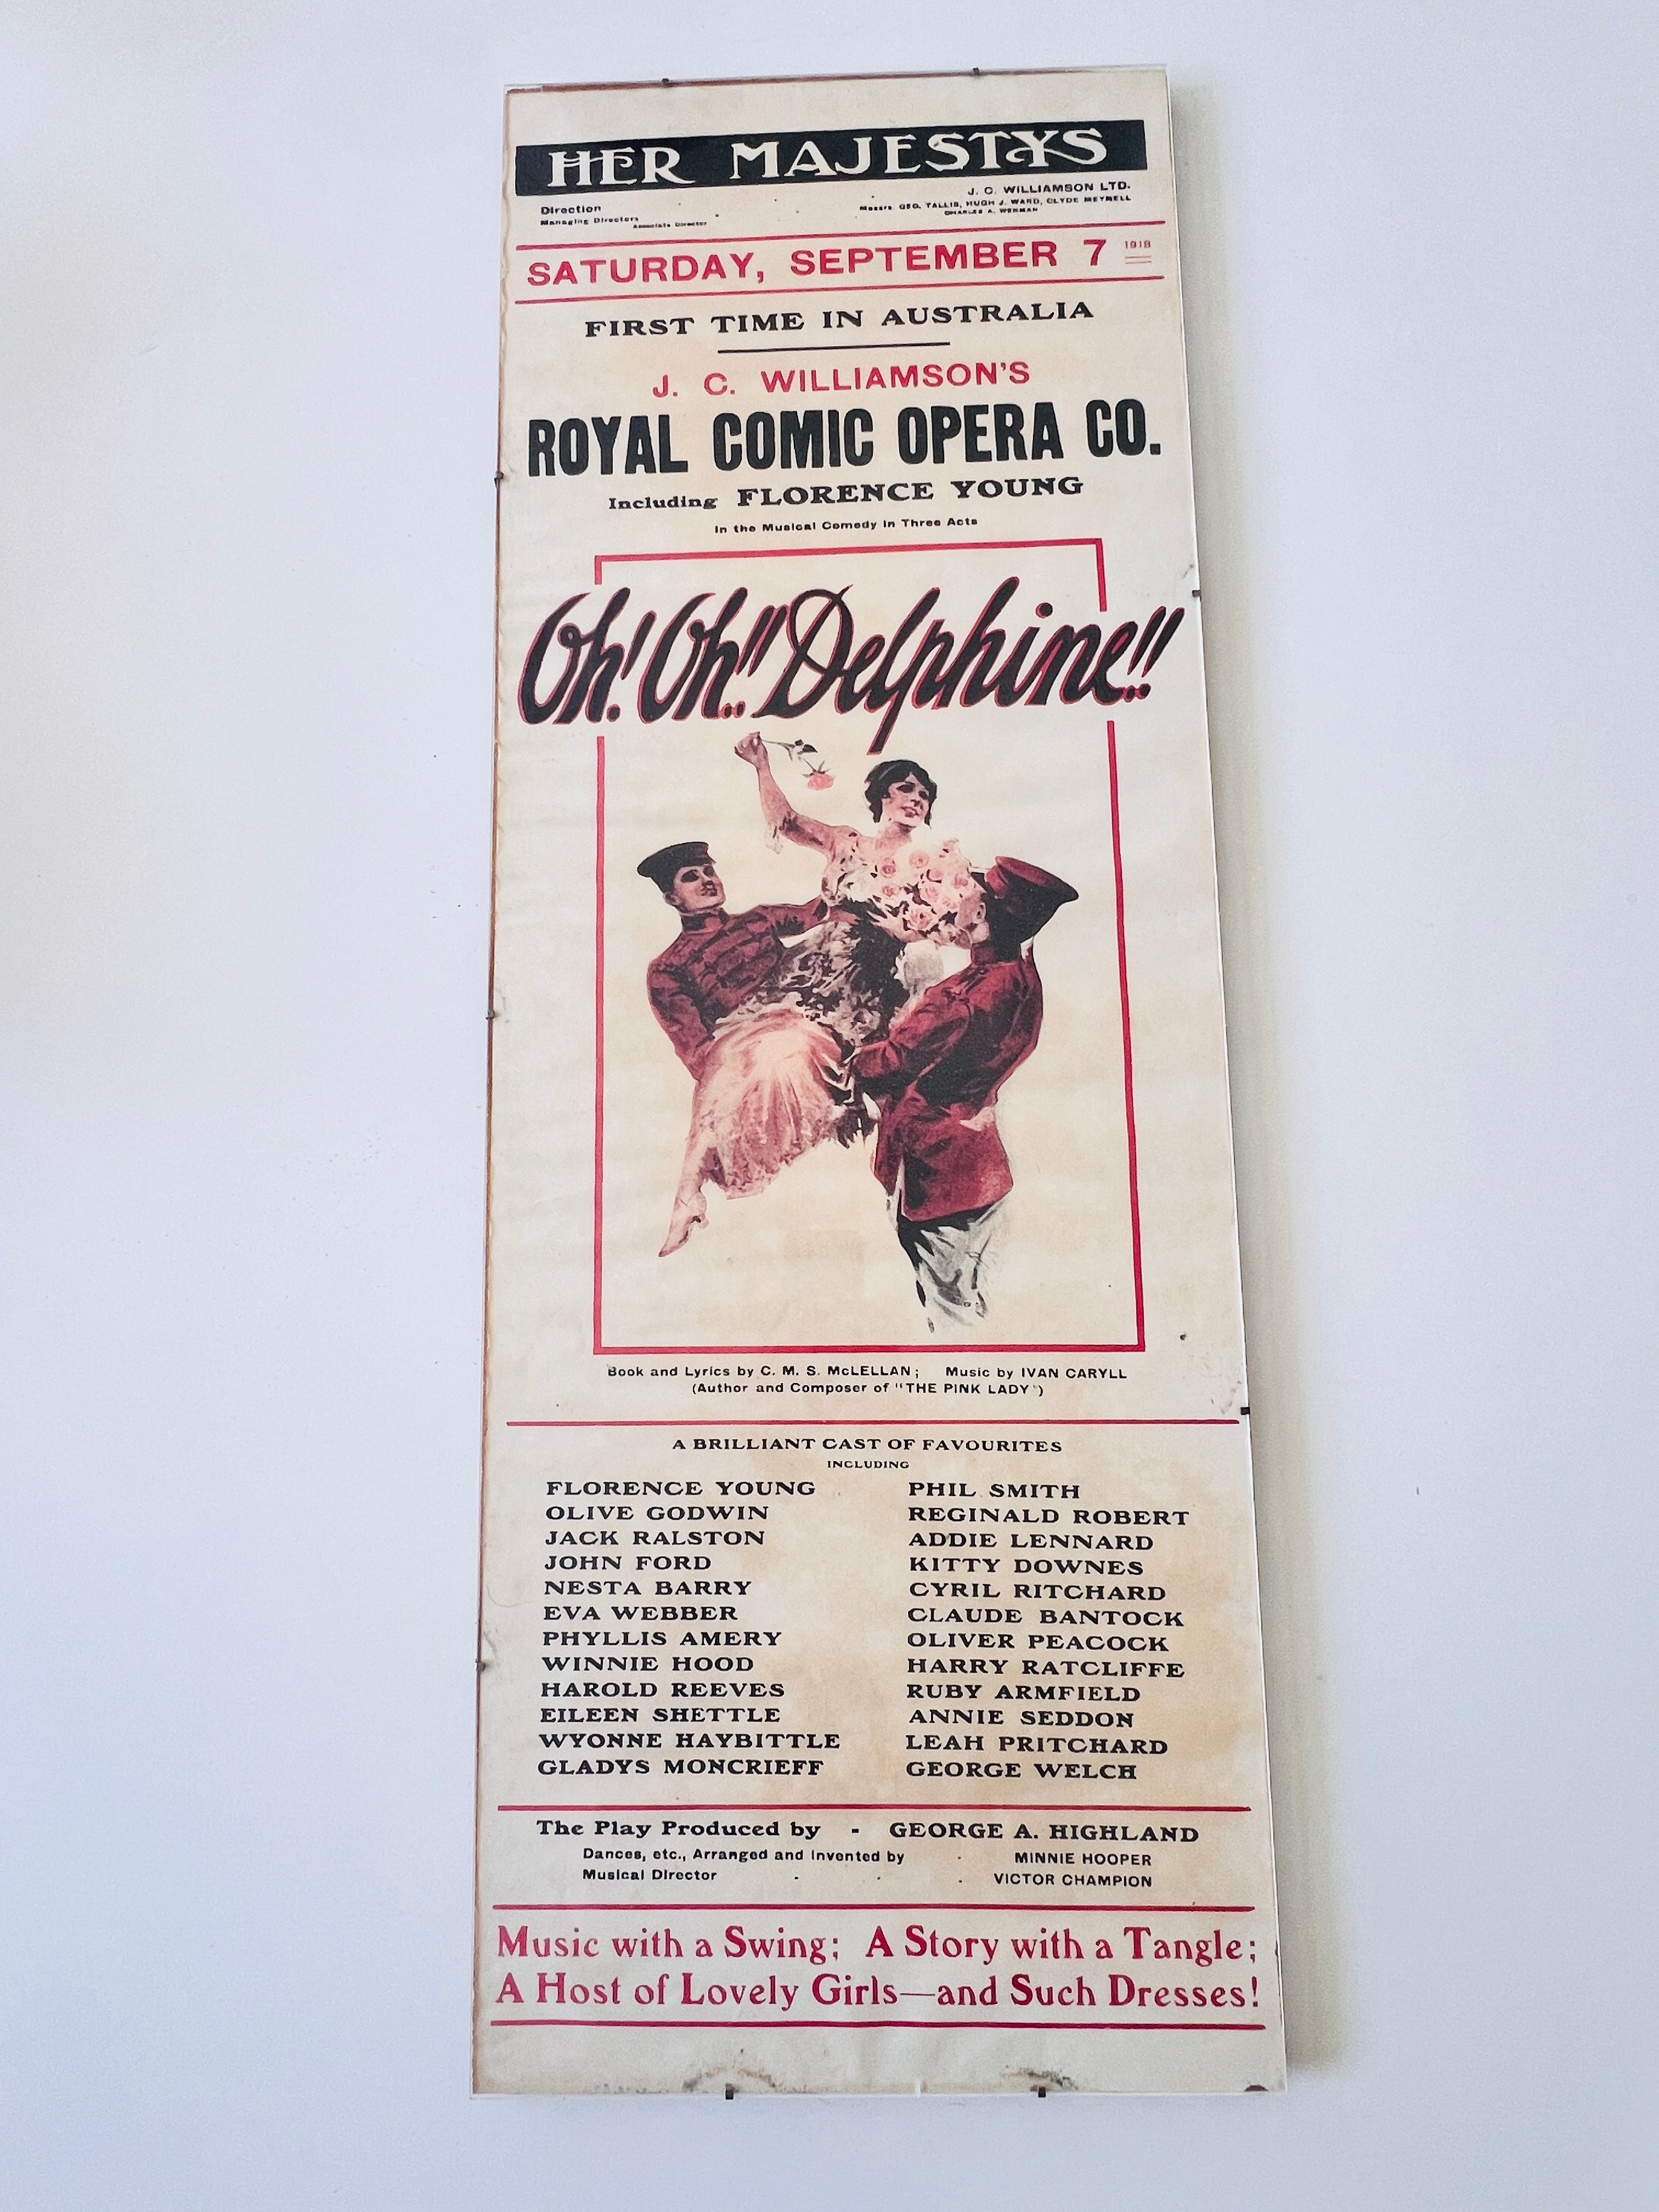 HER MAJESTYS
Direction J. C. WILLIAMSON LTD.
Managing Directors Messrs. GEO. TALLIS, HUGH J. WARD, CLYDE MEYNELL
Associate Director CHARLES A. WENMAN
SATURDAY, SEPTEMBER 7 1918
FIRST TIME IN AUSTRALIA
J. C. WILLIAMSON'S
ROYAL COMIC OPERA CO.
Including FLORENCE YOUNG
In the Musical Comedy in Three Acts
Oh! Oh!! Delphine!!
Book and Lyrics by C. M. S. McLELLAN; Music by IVAN CARYLL
(Author and Composer of "THE PINK LADY")
A BRILLIANT CAST OF FAVOURITES
INCLUDING
FLORENCE YOUNG PHIL SMITH
OLIVE GODWIN REGINALD ROBERT
JACK RALSTON ADDIE LENNARD
JOHN FORD KITTY DOWNES
NESTA BARRY CYRIL RITCHARD
EVA WEBBER CLAUDE BANTOCK
PHYLLIS AMERY OLIVER PEACOCK
WINNIE HOOD HARRY RATCLIFFE
HAROLD REEVES RUBY ARMFIELD
EILEEN SHETTLE ANNIE SEDDON
WYONNE HAYBITTLE LEAH PRITCHARD
GLADYS MONCRIEFF GEORGE WELCH
The Play Produced by - GEORGE A. HIGHLAND
Dances, etc., Arranged and Invented by - MINNIE HOOPER
Musical Director - - - VICTOR CHAMPION
Music with a Swing; A Story with a Tangle;
A Host of Lovely Girls—and Such Dresses!